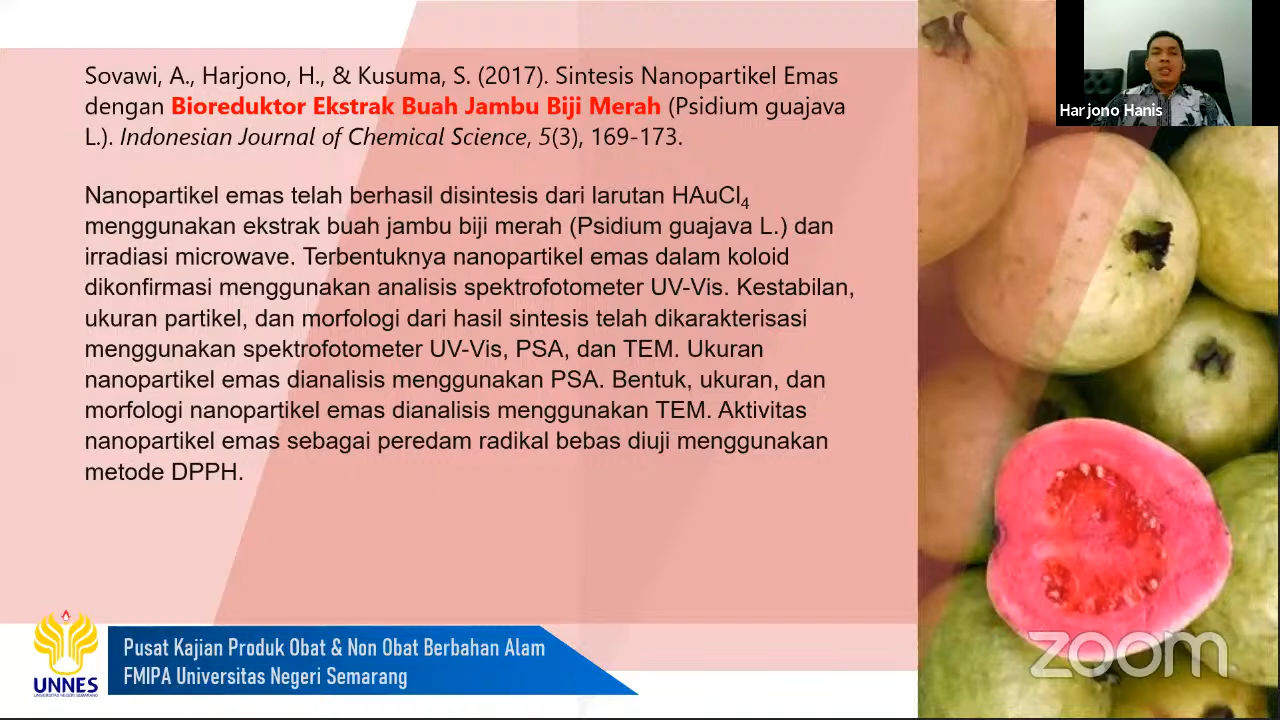 Sovawi, A., Harjono, H., & Kusuma, S. (2017). Sintesis Nanopartikel Emas
dengan Bioreduktor Ekstrak Buah Jambu Biji Merah (Psidium guajava
L.). Indonesian Journal of Chemical Science, 5(3), 169-173.
Nanopartikel emas telah berhasil disintesis dari larutan HAuCl₄
menggunakan ekstrak buah jambu biji merah (Psidium guajava L.) dan
irradiasi microwave. Terbentuknya nanopartikel emas dalam koloid
dikonfirmasi menggunakan analisis spektrofotometer UV-Vis. Kestabilan,
ukuran partikel, dan morfologi dari hasil sintesis telah dikarakterisasi
menggunakan spektrofotometer UV-Vis, PSA, dan TEM. Ukuran
nanopartikel emas dianalisis menggunakan PSA. Bentuk, ukuran, dan
morfologi nanopartikel emas dianalisis menggunakan TEM. Aktivitas
nanopartikel emas sebagai peredam radikal bebas diuji menggunakan
metode DPPH.
Harjono Hanis
UNNES
UNIVERSITAS NEGERI SEMARANG
Pusat Kajian Produk Obat & Non Obat Berbahan Alam
FMIPA Universitas Negeri Semarang
zoom